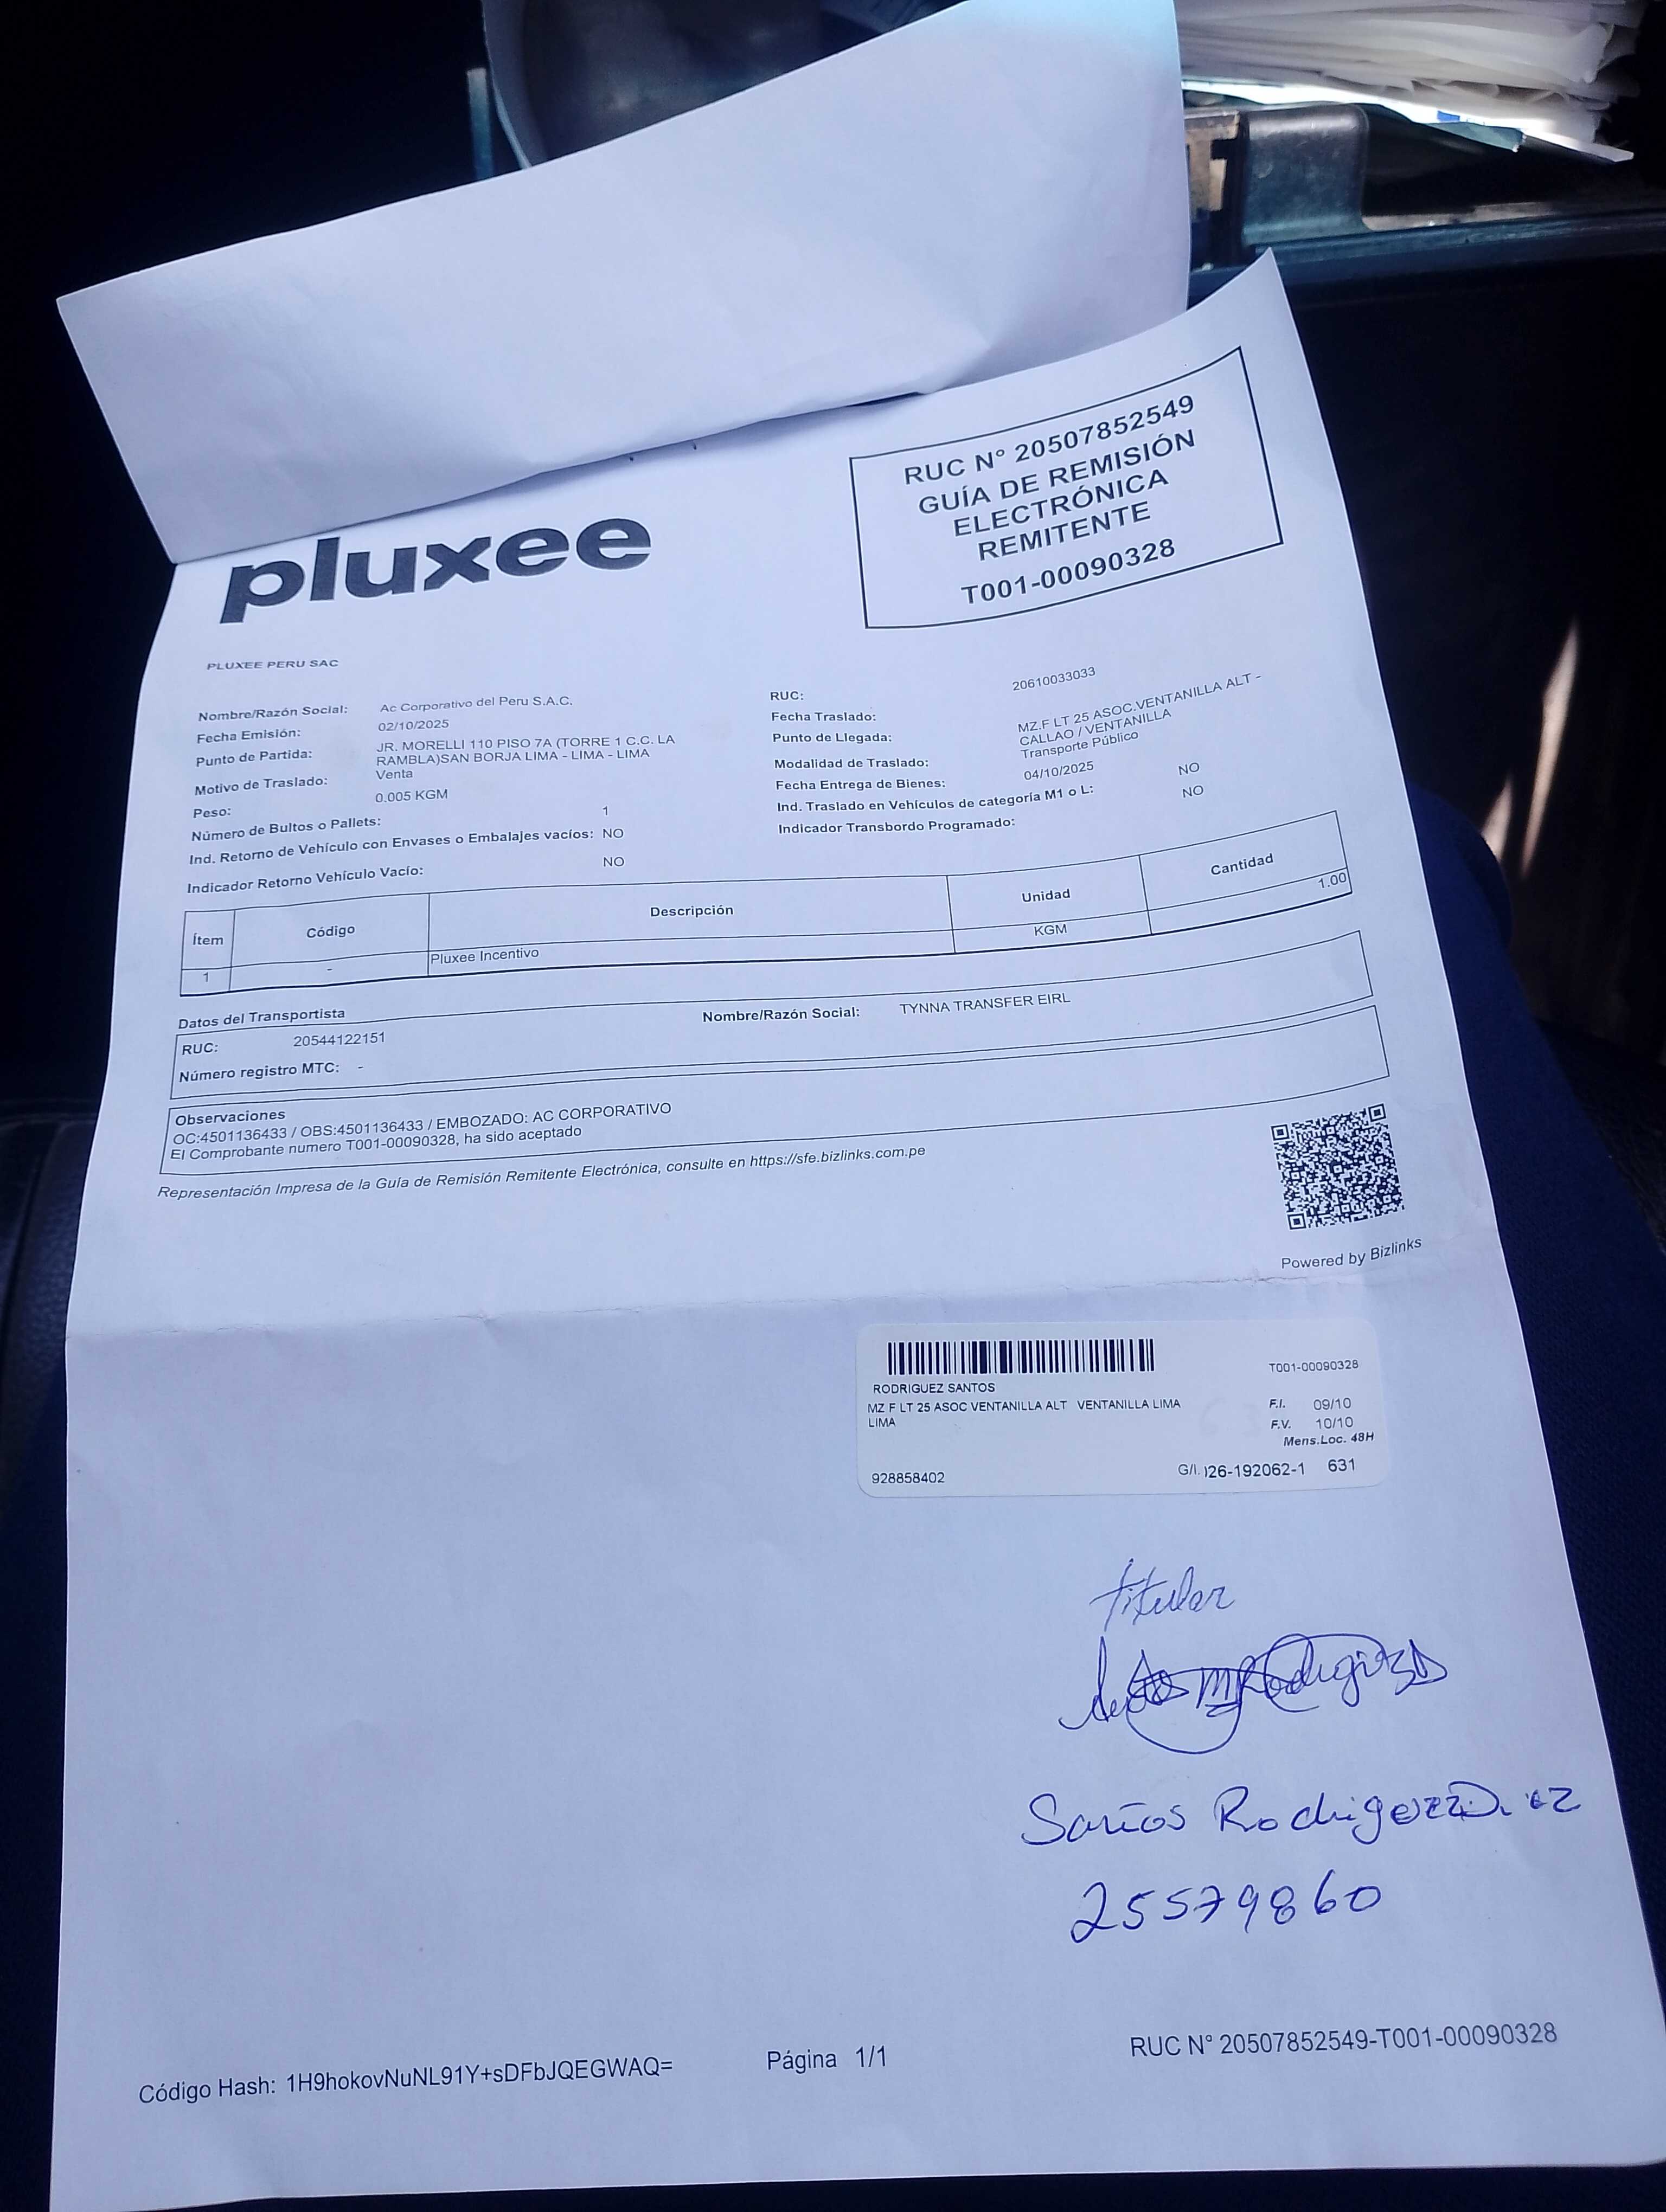 pluxee
RUC N° 20507852549
GUÍA DE REMISIÓN
ELECTRÓNICA
REMITENTE
T001-00090328
PLUXEE PERU SAC
Nombre/Razón Social: Ac Corporativo del Peru S.A.C.
Fecha Emisión: 02/10/2025
Punto de Partida: JR. MORELLI 110 PISO 7A (TORRE 1 C.C. LA
RAMBLA)SAN BORJA LIMA - LIMA - LIMA
Motivo de Traslado: Venta
Peso: 0.005 KGM
Número de Bultos o Pallets: 1
Ind. Retorno de Vehículo con Envases o Embalajes vacíos: NO
Indicador Retorno Vehículo Vacío: NO
RUC: 20610033033
Fecha Traslado:
Punto de Llegada: MZ.F LT 25 ASOC.VENTANILLA ALT -
CALLAO / VENTANILLA
Modalidad de Traslado: Transporte Público
Fecha Entrega de Bienes: 04/10/2025
Ind. Traslado en Vehículos de categoría M1 o L: NO
Indicador Transbordo Programado: NO
Ítem Código Descripción Unidad Cantidad
1 - Pluxee Incentivo KGM 1.00
Datos del Transportista
RUC: 20544122151 Nombre/Razón Social: TYNNA TRANSFER EIRL
Número registro MTC: -
Observaciones
OC:4501136433 / OBS:4501136433 / EMBOZADO: AC CORPORATIVO
El Comprobante numero T001-00090328, ha sido aceptado
Representación Impresa de la Guía de Remisión Remitente Electrónica, consulte en https://sfe.bizlinks.com.pe
Powered by Bizlinks
T001-00090328
RODRIGUEZ SANTOS
MZ F LT 25 ASOC VENTANILLA ALT VENTANILLA LIMA
LIMA
F.I. 09/10
F.V. 10/10
Mens.Loc. 48H
928858402 G/I. 26-192062-1 631
titular
Santos
25579860
Código Hash: 1H9hokovNuNL91Y+sDFbJQEGWAQ= Página 1/1 RUC N° 20507852549-T001-00090328